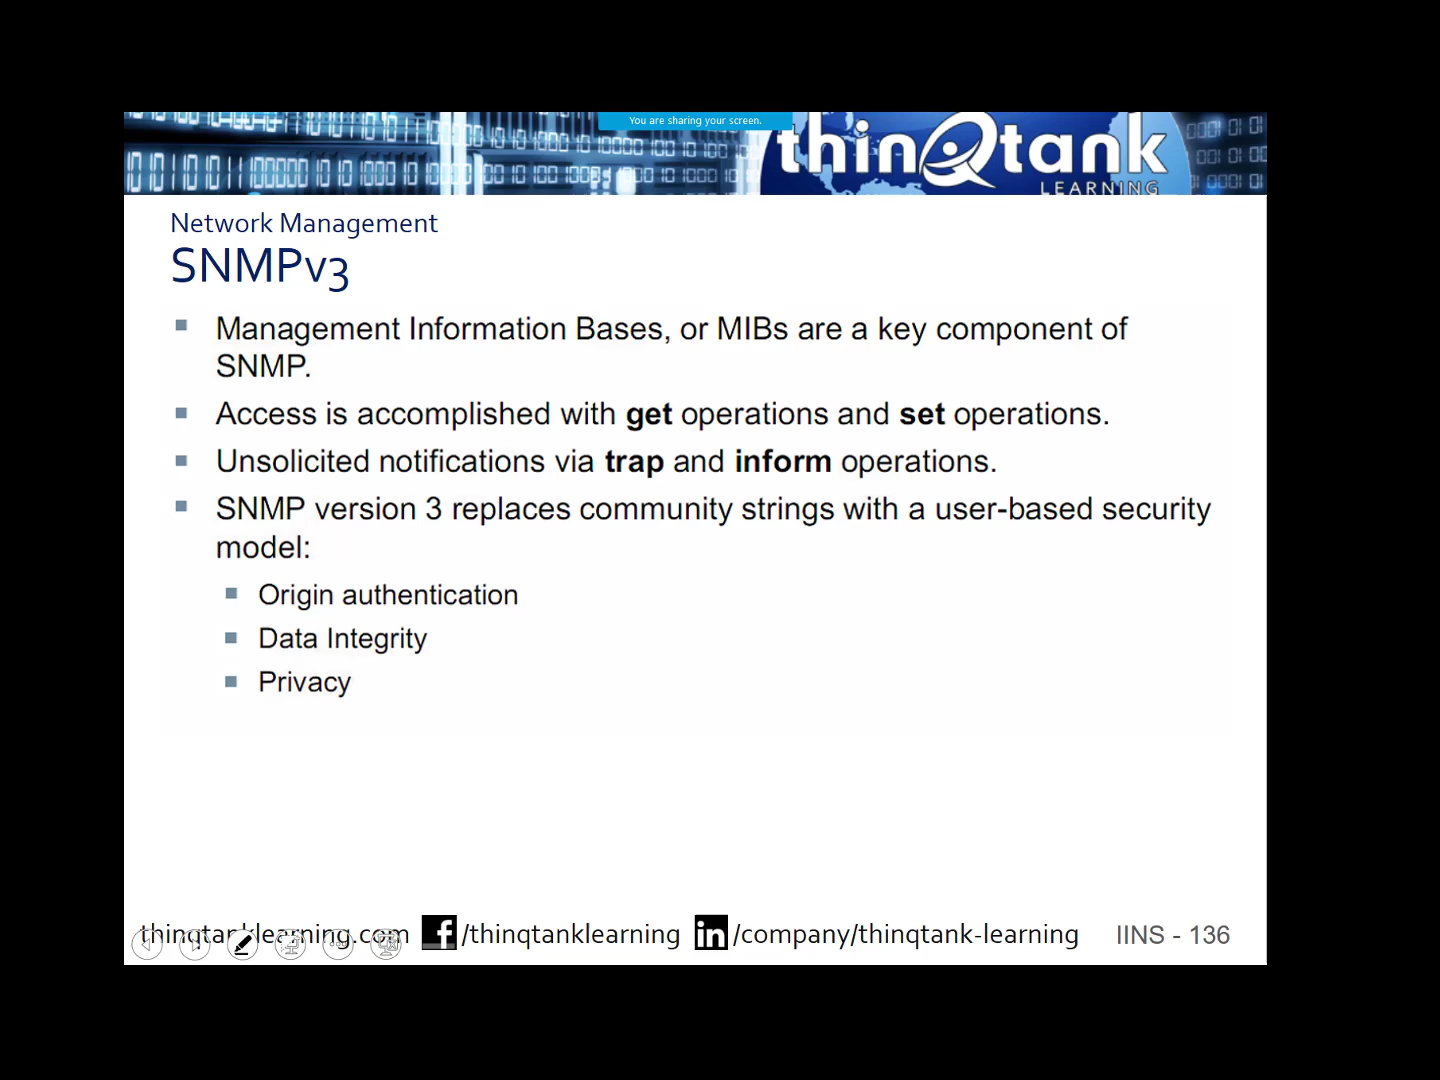 You are sharing your screen.
thinQtank
LEARNING
Network Management
SNMPv3
Management Information Bases, or MIBs are a key component of
SNMP.
Access is accomplished with get operations and set operations.
Unsolicited notifications via trap and inform operations.
SNMP version 3 replaces community strings with a user-based security
model:
Origin authentication
Data Integrity
Privacy
thinqtanklearning.com /thinqtanklearning /company/thinqtank-learning IINS - 136